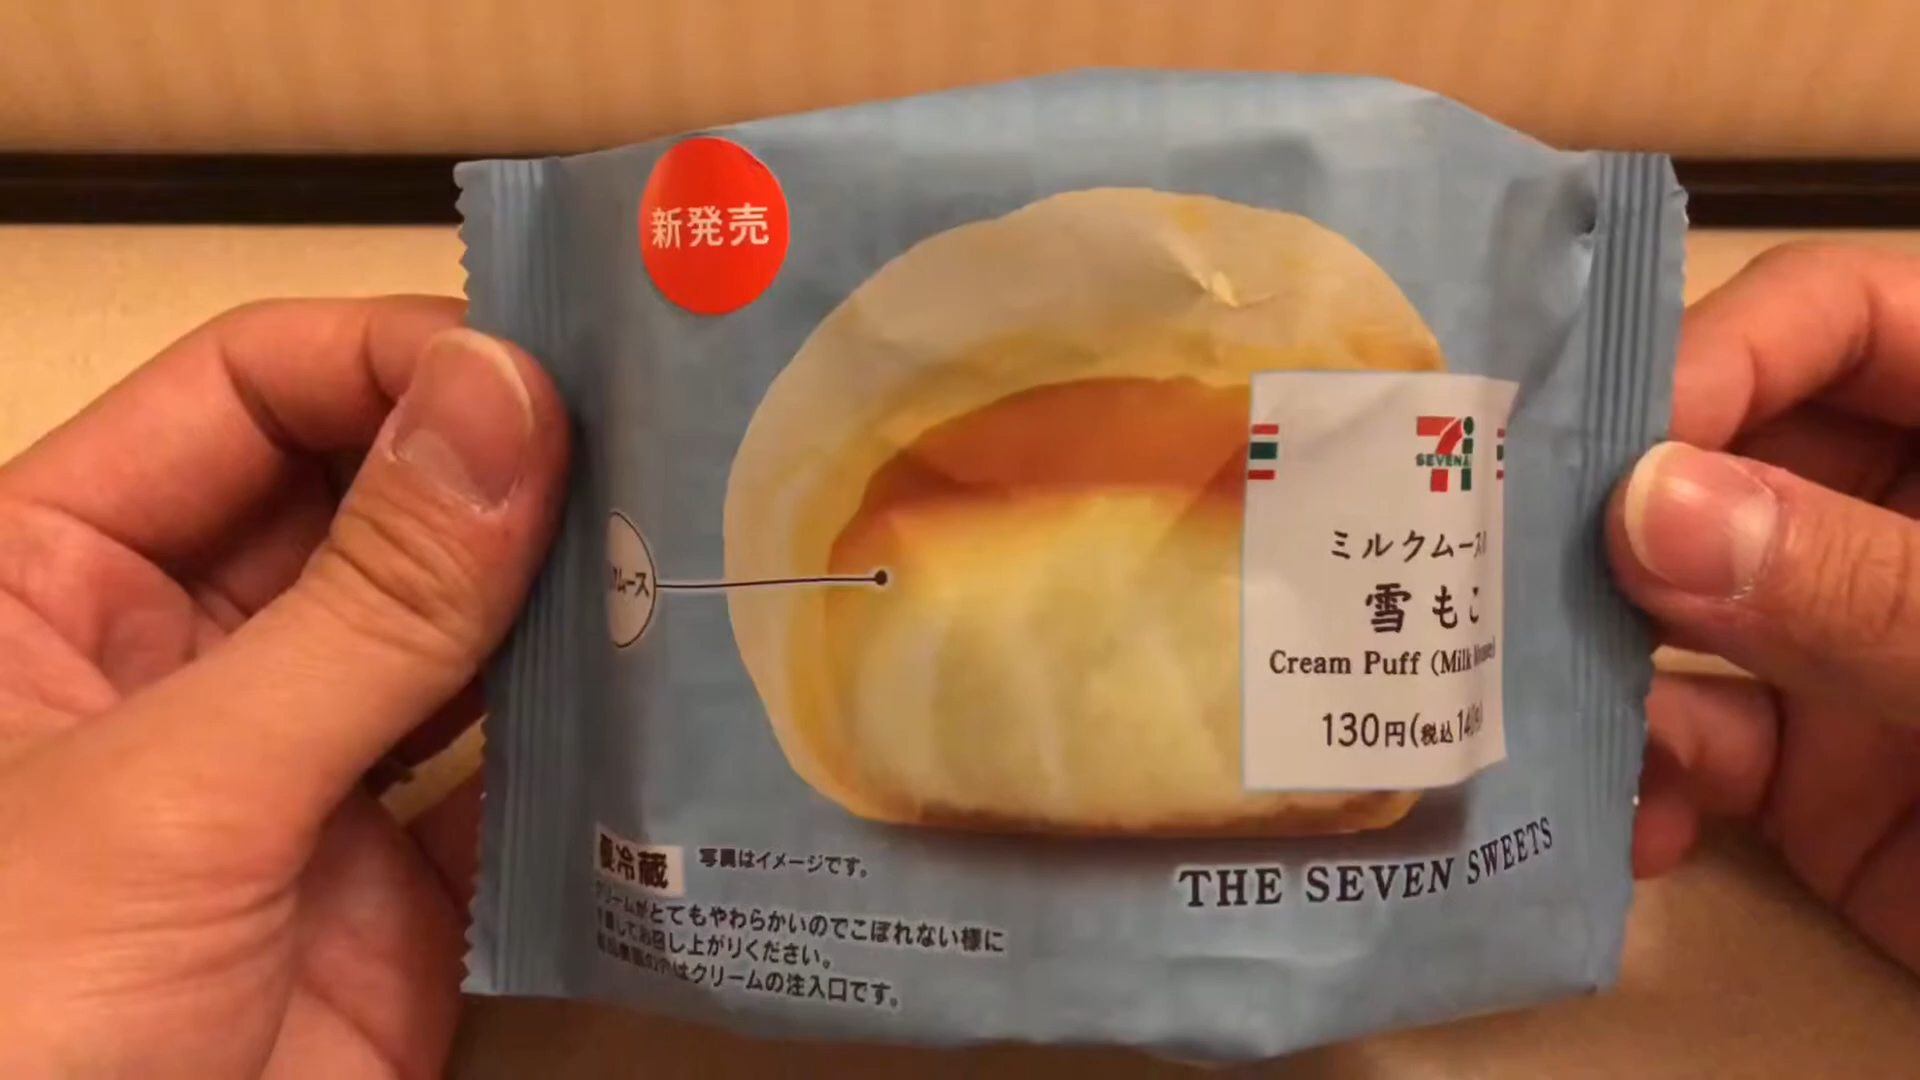 新発売
SEVEN
ミルクムース
雪もこ
Cream Puff (Milk
130円(税込
ムース
要冷蔵
写真はイメージです。
クリームがとてもやわらかいのでこぼれない様に
してお召し上がりください。
はクリームの注入口です。
THE SEVEN SWEETS